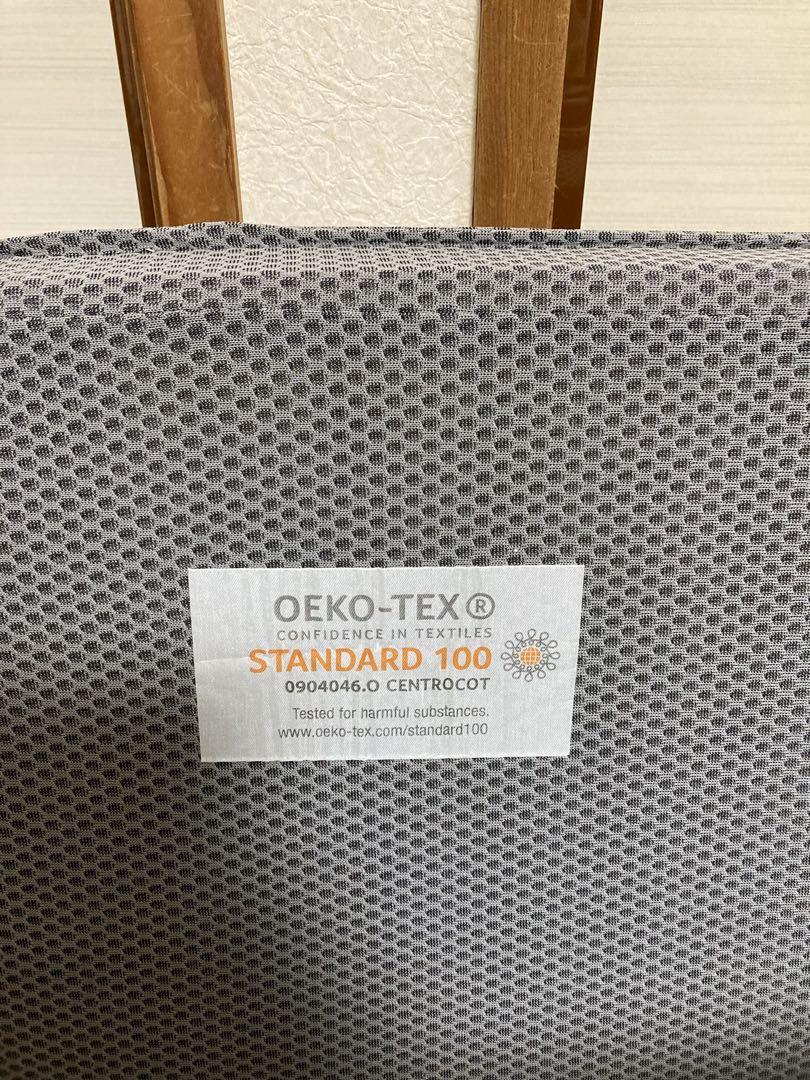 OEKO-TEX®
CONFIDENCE IN TEXTILES
STANDARD 100
0904046.O CENTROCOT
Tested for harmful substances.
www.oeko-tex.com/standard100